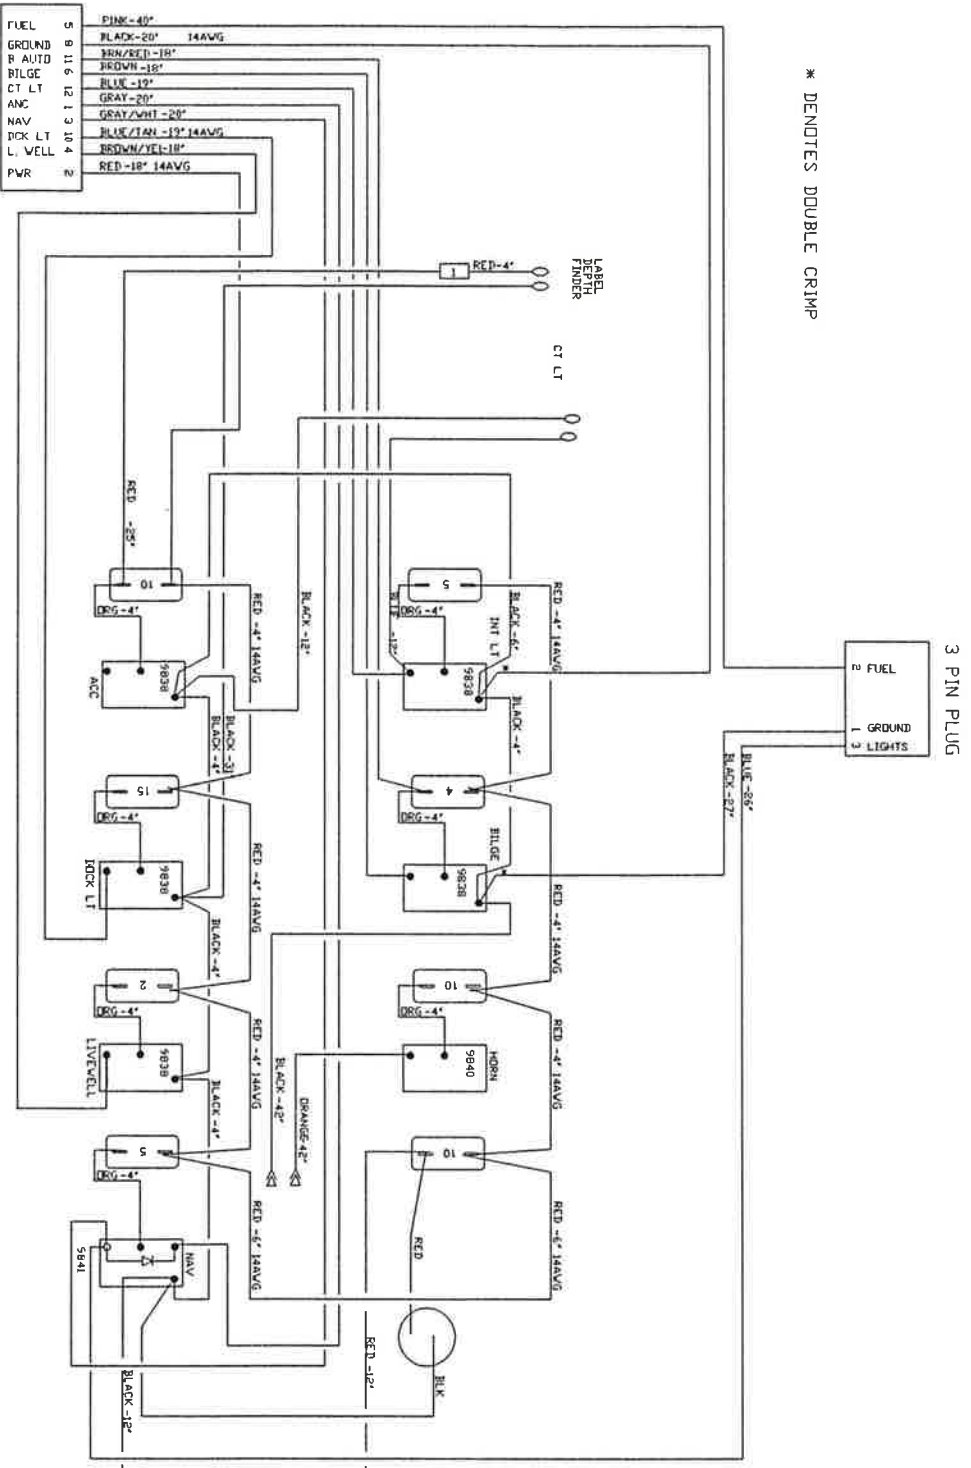 FUEL 5 PINK-40"
GROUND 8 BLACK-20" 14AWG
B AUTO 11 BRN/RED-18"
BILGE 6 BROWN-18"
CT LT 12 BLUE-19"
ANC 1 GRAY-20"
NAV 3 GRAY/WHT-20"
DCK LT 10 BLUE/TAN-19" 14AWG
L. WELL 4 BROWN/YEL-18"
PWR 2 RED-18" 14AWG
* DENOTES DOUBLE CRIMP
1 RED-4"
LABEL
DEPTH
FINDER
CT LT
3 PIN PLUG
2 FUEL
1 GROUND
3 LIGHTS
BLUE-26"
BLACK-27"
RED -25"
10
ORG-4"
RED -4" 14AWG
BLACK -12"
9838
ACC
BLACK -4"
BLACK -31
15
ORG-4"
RED -4" 14AWG
9838
DOCK LT
BLACK -4"
2
ORG-4"
RED -4" 14AWG
9838
LIVEWELL
BLACK -4"
5
ORG-4"
RED -6" 14AWG
NAV
9841
BLACK -12"
5
ORG-4"
BLUE -12"
RED -4" 14AWG
BLACK-6"
INT LT
*
9838
BLACK -4"
4
ORG-4"
RED -4" 14AWG
BILGE
*
9838
10
ORG-4"
RED -4" 14AWG
HORN
9840
BLACK-42"
ORANGE-42"
10
RED -6" 14AWG
RED
BLK
RED -12"